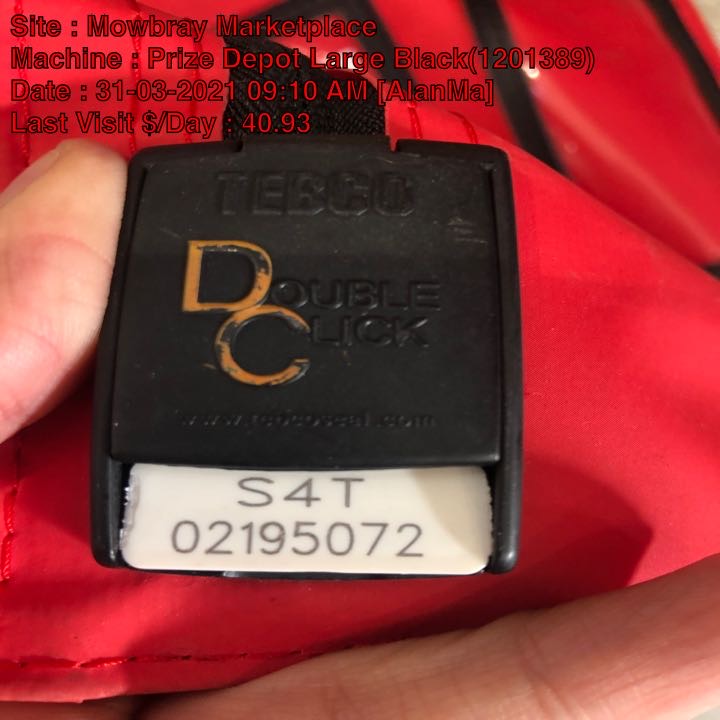 Site : Mowbray Marketplace
Machine : Prize Depot Large Black(1201389)
Date : 31-03-2021 09:10 AM [AlanMa]
Last Visit $/Day : 40.93
TEBCO
DOUBLE
CLICK
S4T
02195072